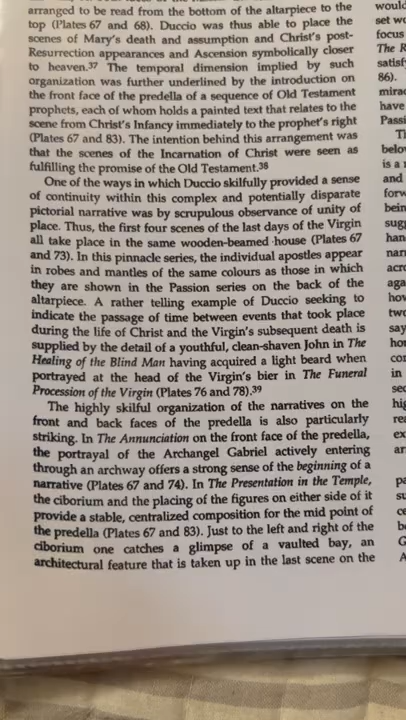 arranged to be read from the bottom of the altarpiece to the
top (Plates 67 and 68). Duccio was thus able to place the
scenes of Mary's death and assumption and Christ's post-
Resurrection appearances and Ascension symbolically closer
to heaven.³⁷ The temporal dimension implied by such
organization was further underlined by the introduction on
the front face of the predella of a sequence of Old Testament
prophets, each of whom holds a painted text that relates to the
scene from Christ's Infancy immediately to the prophet's right
(Plates 67 and 83). The intention behind this arrangement was
that the scenes of the Incarnation of Christ were seen as
fulfilling the promise of the Old Testament.³⁸
One of the ways in which Duccio skilfully provided a sense
of continuity within this complex and potentially disparate
pictorial narrative was by scrupulous observance of unity of
place. Thus, the first four scenes of the last days of the Virgin
all take place in the same wooden-beamed house (Plates 67
and 73). In this pinnacle series, the individual apostles appear
in robes and mantles of the same colours as those in which
they are shown in the Passion series on the back of the
altarpiece. A rather telling example of Duccio seeking to
indicate the passage of time between events that took place
during the life of Christ and the Virgin's subsequent death is
supplied by the detail of a youthful, clean-shaven John in The
Healing of the Blind Man having acquired a light beard when
portrayed at the head of the Virgin's bier in The Funeral
Procession of the Virgin (Plates 76 and 78).³⁹
The highly skilful organization of the narratives on the
front and back faces of the predella is also particularly
striking. In The Annunciation on the front face of the predella,
the portrayal of the Archangel Gabriel actively entering
through an archway offers a strong sense of the beginning of a
narrative (Plates 67 and 74). In The Presentation in the Temple,
the ciborium and the placing of the figures on either side of it
provide a stable, centralized composition for the mid point of
the predella (Plates 67 and 83). Just to the left and right of the
ciborium one catches a glimpse of a vaulted bay, an
architectural feature that is taken up in the last scene on the
would
set
focus
The R
86).
have
Passi
is a
and
in